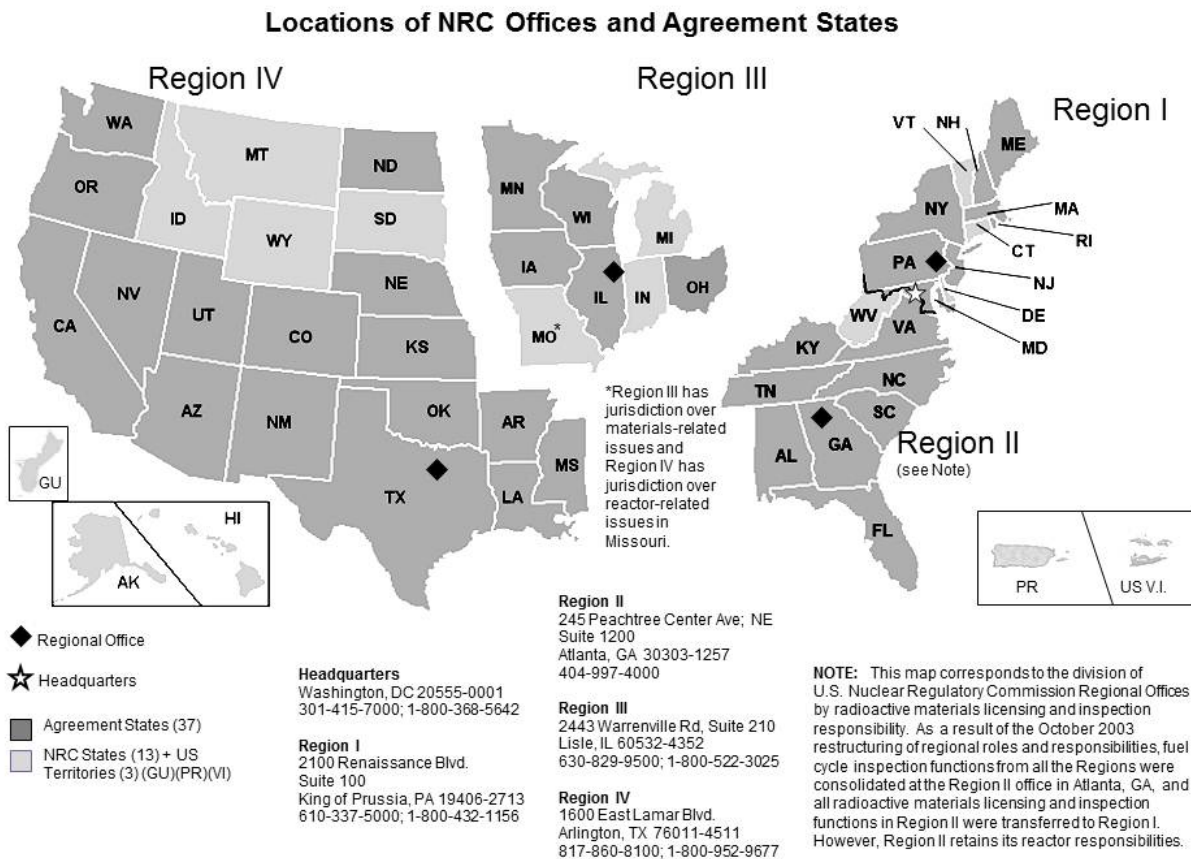 Locations of NRC Offices and Agreement States
Region IV
Region III
Region I
WA
MT
ND
OR
ID
SD
WY
NE
NV
UT
CO
KS
CA
AZ
NM
OK
TX
AR
LA
MS
MN
WI
MI
IA
IL
IN
OH
MO*
VT
NH
ME
NY
MA
RI
CT
PA
NJ
DE
MD
WV
VA
KY
NC
TN
SC
AL
GA
FL
Region II
(see Note)
*Region III has
jurisdiction over
materials-related
issues and
Region IV has
jurisdiction over
reactor-related
issues in
Missouri.
GU
AK
HI
PR
US V.I.
Regional Office
Headquarters
Agreement States (37)
NRC States (13) + US
Territories (3) (GU)(PR)(VI)
Headquarters
Washington, DC 20555-0001
301-415-7000; 1-800-368-5642
Region I
2100 Renaissance Blvd.
Suite 100
King of Prussia, PA 19406-2713
610-337-5000; 1-800-432-1156
Region II
245 Peachtree Center Ave; NE
Suite 1200
Atlanta, GA 30303-1257
404-997-4000
Region III
2443 Warrenville Rd, Suite 210
Lisle, IL 60532-4352
630-829-9500; 1-800-522-3025
Region IV
1600 East Lamar Blvd.
Arlington, TX 76011-4511
817-860-8100; 1-800-952-9677
NOTE: This map corresponds to the division of
U.S. Nuclear Regulatory Commission Regional Offices
by radioactive materials licensing and inspection
responsibility. As a result of the October 2003
restructuring of regional roles and responsibilities, fuel
cycle inspection functions from all the Regions were
consolidated at the Region II office in Atlanta, GA, and
all radioactive materials licensing and inspection
functions in Region II were transferred to Region I.
However, Region II retains its reactor responsibilities.